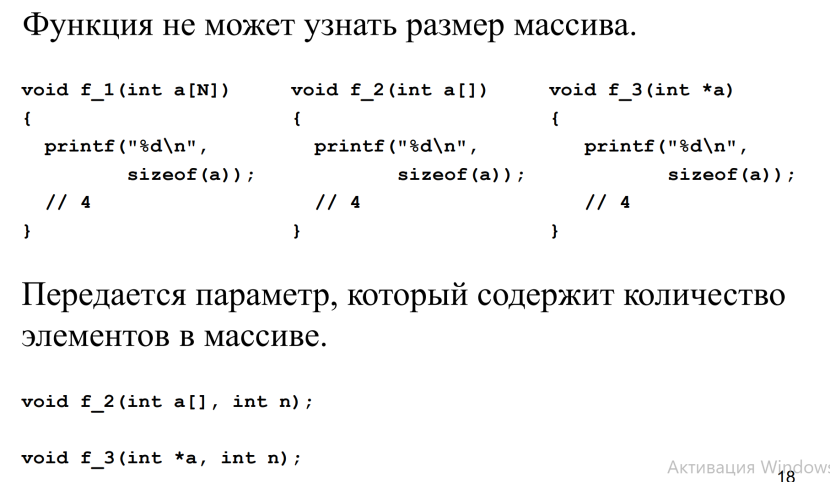 Функция не может узнать размер массива.
void f_1(int a[N])
{
  printf("%d\n",
         sizeof(a));
  // 4
}
void f_2(int a[])
{
  printf("%d\n",
         sizeof(a));
  // 4
}
void f_3(int *a)
{
  printf("%d\n",
         sizeof(a));
  // 4
}
Передается параметр, который содержит количество
элементов в массиве.
void f_2(int a[], int n);
void f_3(int *a, int n);
Активация Windows
18